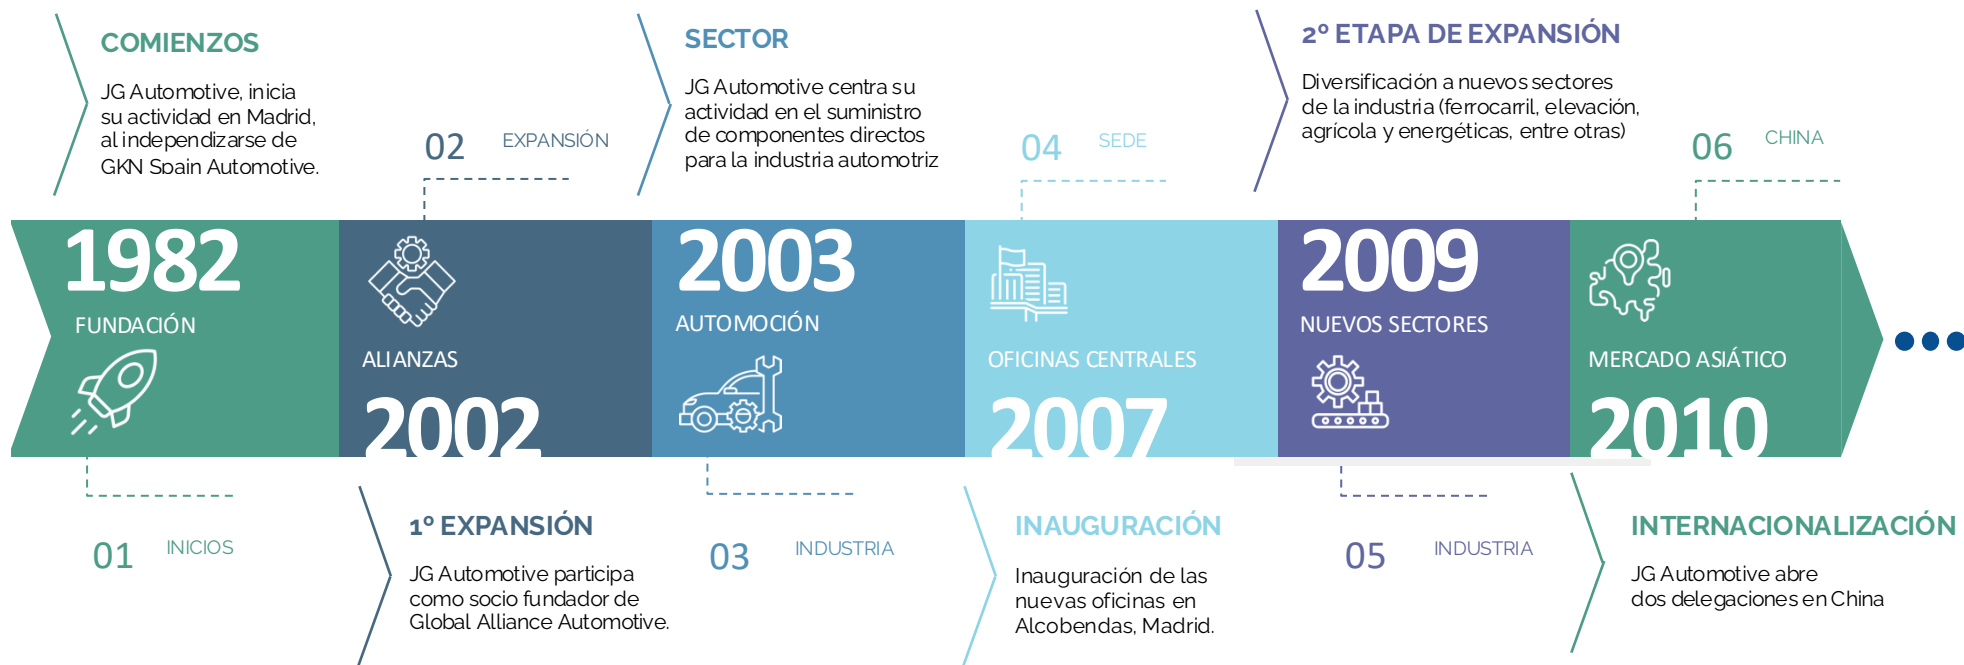 COMIENZOS
JG Automotive, inicia
su actividad en Madrid,
al independizarse de
GKN Spain Automotive.
1982
FUNDACIÓN
01 INICIOS
02 EXPANSIÓN
ALIANZAS
2002
1º EXPANSIÓN
JG Automotive participa
como socio fundador de
Global Alliance Automotive.
SECTOR
JG Automotive centra su
actividad en el suministro
de componentes directos
para la industria automotriz
2003
AUTOMOCIÓN
03 INDUSTRIA
04 SEDE
OFICINAS CENTRALES
2007
INAUGURACIÓN
Inauguración de las
nuevas oficinas en
Alcobendas, Madrid.
2º ETAPA DE EXPANSIÓN
Diversificación a nuevos sectores
de la industria (ferrocarril, elevación,
agrícola y energéticas, entre otras)
2009
NUEVOS SECTORES
05 INDUSTRIA
06 CHINA
MERCADO ASIÁTICO
2010
INTERNACIONALIZACIÓN
JG Automotive abre
dos delegaciones en China